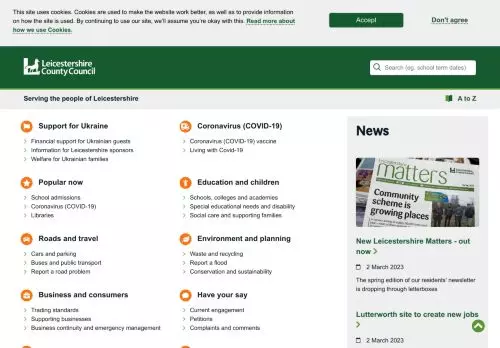 This site uses cookies. Cookies are used to make the website work better, as well as to provide information
on how the site is used. By continuing to use our site, we'll assume you're okay with this. Read more about
how we use Cookies.
Accept
Don't agree
Leicestershire
County Council
Search (eg. school term dates)
Serving the people of Leicestershire
A to Z
Support for Ukraine
Financial support for Ukrainian guests
Information for Leicestershire sponsors
Welfare for Ukrainian families
Coronavirus (COVID-19)
Coronavirus (COVID-19) vaccine
Living with Covid-19
Popular now
School admissions
Coronavirus (COVID-19)
Libraries
Education and children
Schools, colleges and academies
Special educational needs and disability
Social care and supporting families
Roads and travel
Cars and parking
Buses and public transport
Report a road problem
Environment and planning
Waste and recycling
Report a flood
Conservation and sustainability
Business and consumers
Trading standards
Supporting businesses
Business continuity and emergency management
Have your say
Current engagement
Petitions
Complaints and comments
News
matters
Community
scheme is
growing places
New Leicestershire Matters - out
now
2 March 2023
The spring edition of our residents' newsletter
is dropping through letterboxes
Lutterworth site to create new jobs
2 March 2023